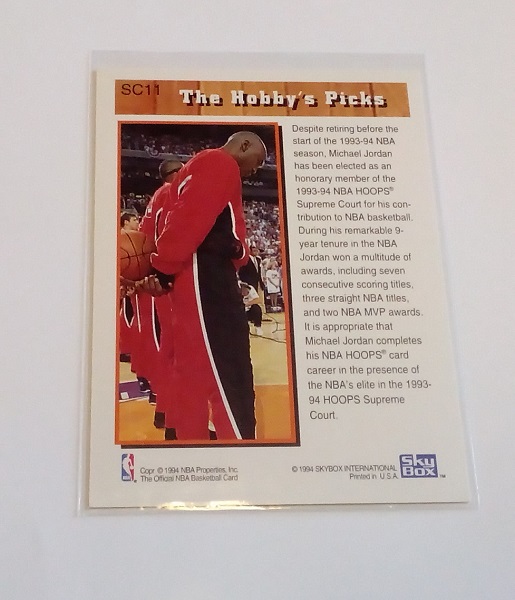 SC11
The Hobby's Picks
Despite retiring before the
start of the 1993-94 NBA
season, Michael Jordan
has been elected as an
honorary member of the
1993-94 NBA HOOPS®
Supreme Court for his con-
tribution to NBA basketball.
During his remarkable 9-
year tenure in the NBA
Jordan won a multitude of
awards, including seven
consecutive scoring titles,
three straight NBA titles,
and two NBA MVP awards.
It is appropriate that
Michael Jordan completes
his NBA HOOPS® card
career in the presence of
the NBA's elite in the 1993-
94 HOOPS Supreme
Court.
Copr © 1994 NBA Properties, Inc.
The Official NBA Basketball Card
© 1994 SKYBOX INTERNATIONAL
Printed in U.S.A.
Sky
Box™